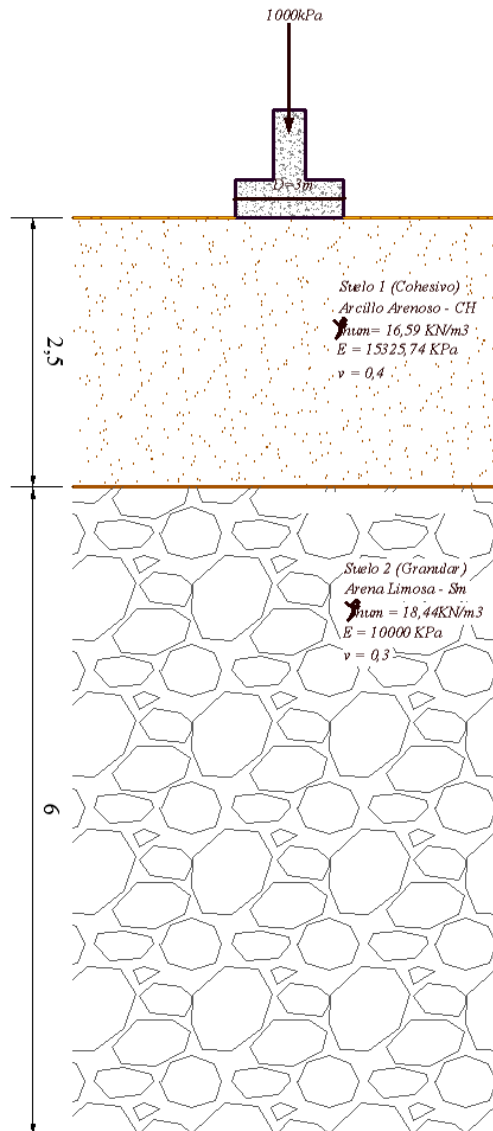 1000kPa
D=3m
Suelo 1 (Cohesivo)
Arcillo Arenoso - CH
γhum= 16,59 KN/m3
E = 15325,74 KPa
v = 0,4
2,5
Suelo 2 (Granular)
Arena Limosa - Sm
γhum = 18,44KN/m3
E = 10000 KPa
v = 0,3
6